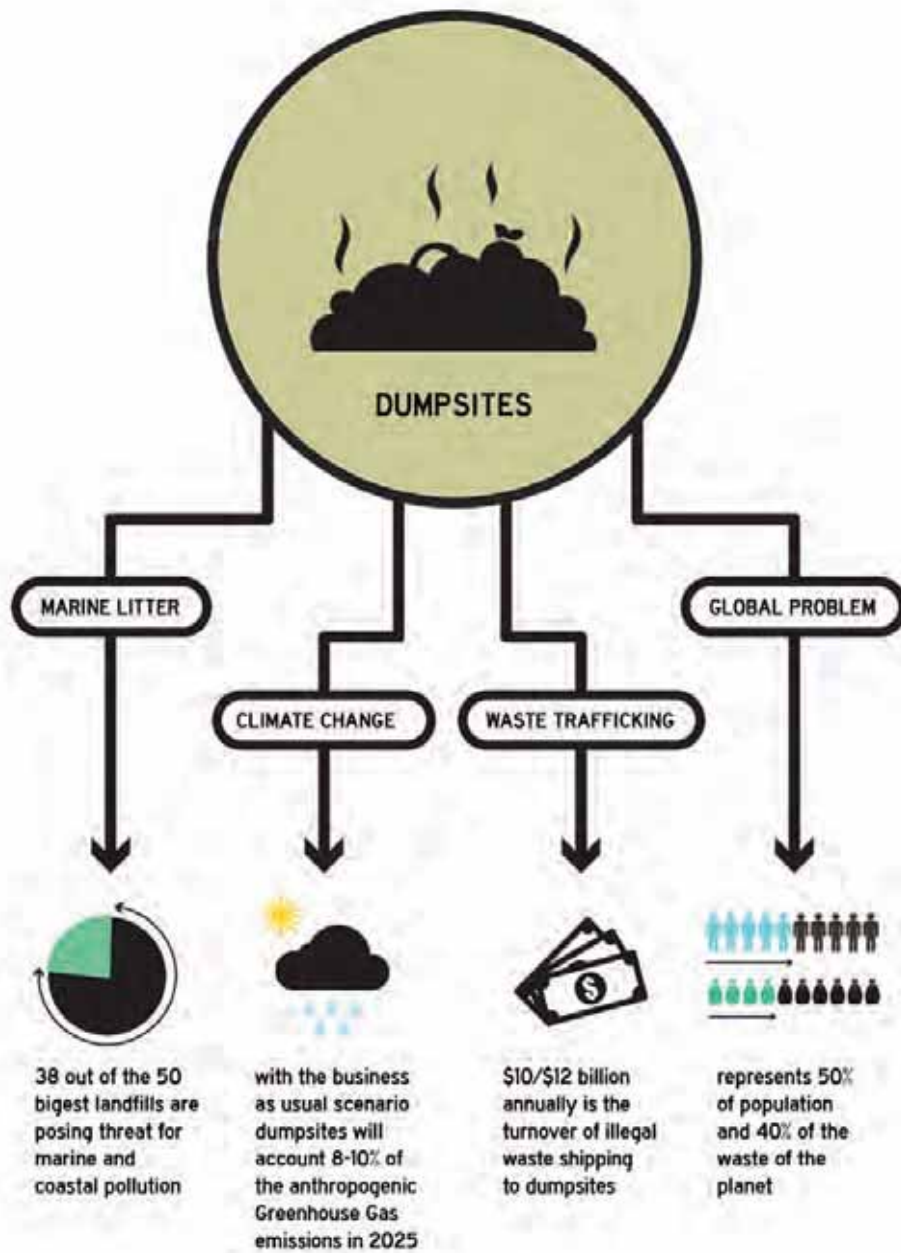 DUMPSITES
MARINE LITTER
GLOBAL PROBLEM
CLIMATE CHANGE
WASTE TRAFFICKING
$
38 out of the 50
bigest landfills are
posing threat for
marine and
coastal pollution
with the business
as usual scenario
dumpsites will
account 8-10% of
the anthropogenic
Greenhouse Gas
emissions in 2025
$10/$12 billion
annually is the
turnover of illegal
waste shipping
to dumpsites
represents 50%
of population
and 40% of the
waste of the
planet